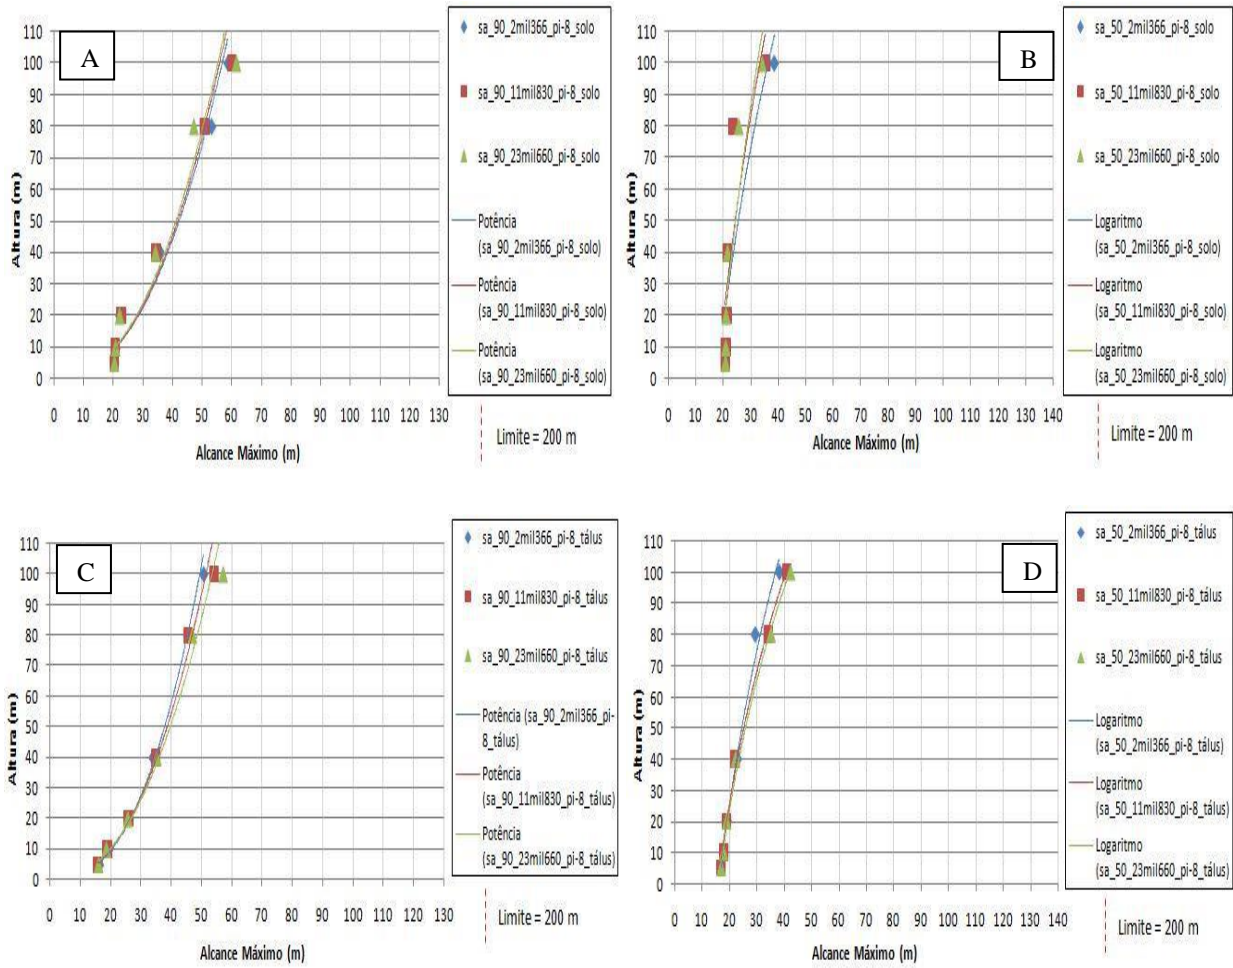 A
Altura (m)
110
100
90
80
70
60
50
40
30
20
10
0
0 10 20 30 40 50 60 70 80 90 100 110 120 130
Alcance Máximo (m)
sa_90_2mil366_pi-8_solo
sa_90_11mil830_pi-8_solo
sa_90_23mil660_pi-8_solo
Potência
(sa_90_2mil366_pi-8_solo)
Potência
(sa_90_11mil830_pi-8_solo)
Potência
(sa_90_23mil660_pi-8_solo)
Limite = 200 m
B
Altura (m)
110
100
90
80
70
60
50
40
30
20
10
0
0 10 20 30 40 50 60 70 80 90 100 110 120 130 140
Alcance Máximo (m)
sa_50_2mil366_pi-8_solo
sa_50_11mil830_pi-8_solo
sa_50_23mil660_pi-8_solo
Logaritmo
(sa_50_2mil366_pi-8_solo)
Logaritmo
(sa_50_11mil830_pi-8_solo)
Logaritmo
(sa_50_23mil660_pi-8_solo)
Limite = 200 m
C
Altura (m)
110
100
90
80
70
60
50
40
30
20
10
0
0 10 20 30 40 50 60 70 80 90 100 110 120 130
Alcance Máximo (m)
sa_90_2mil366_pi-8_tálus
sa_90_11mil830_pi-8_tálus
sa_90_23mil660_pi-8_tálus
Potência (sa_90_2mil366_pi-
8_tálus)
Potência
(sa_90_11mil830_pi-8_tálus)
Potência
(sa_90_23mil660_pi-8_tálus)
Limite = 200 m
D
Altura (m)
110
100
90
80
70
60
50
40
30
20
10
0
0 10 20 30 40 50 60 70 80 90 100 110 120 130 140
Alcance Máximo (m)
sa_50_2mil366_pi-8_tálus
sa_50_11mil830_pi-8_tálus
sa_50_23mil660_pi-8_tálus
Logaritmo
(sa_50_2mil366_pi-8_tálus)
Logaritmo
(sa_50_11mil830_pi-8_tálus)
Logaritmo
(sa_50_23mil660_pi-8_tálus)
Limite = 200 m